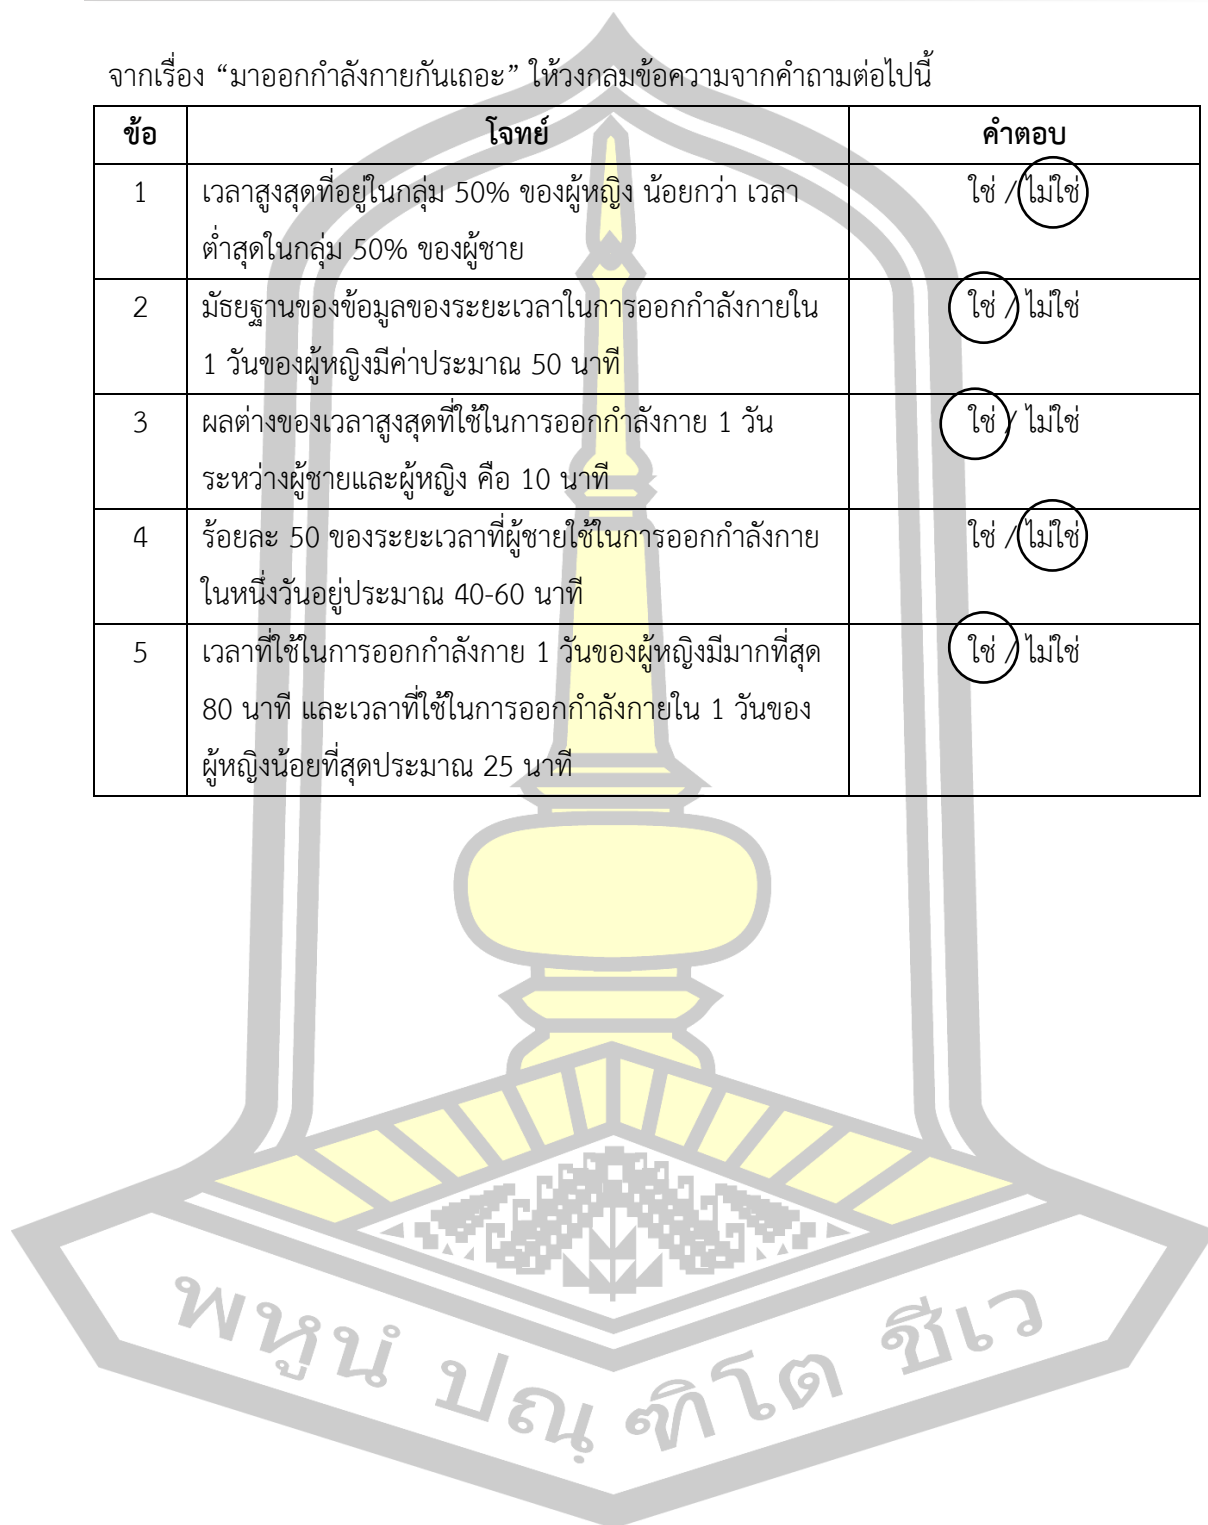 จากเรื่อง “มาออกกำลังกายกันเถอะ” ให้วงกลมข้อความจากคำถามต่อไปนี้
ข้อ โจทย์ คำตอบ
1 เวลาสูงสุดที่อยู่ในกลุ่ม 50% ของผู้หญิง น้อยกว่า เวลา ใช่ / ไม่ใช่
ต่ำสุดในกลุ่ม 50% ของผู้ชาย
2 มัธยฐานของข้อมูลของระยะเวลาในการออกกำลังกายใน ใช่ / ไม่ใช่
1 วันของผู้หญิงมีค่าประมาณ 50 นาที
3 ผลต่างของเวลาสูงสุดที่ใช้ในการออกกำลังกาย 1 วัน ใช่ / ไม่ใช่
ระหว่างผู้ชายและผู้หญิง คือ 10 นาที
4 ร้อยละ 50 ของระยะเวลาที่ผู้ชายใช้ในการออกกำลังกาย ใช่ / ไม่ใช่
ในหนึ่งวันอยู่ประมาณ 40-60 นาที
5 เวลาที่ใช้ในการออกกำลังกาย 1 วันของผู้หญิงมีมากที่สุด ใช่ / ไม่ใช่
80 นาที และเวลาที่ใช้ในการออกกำลังกายใน 1 วันของ
ผู้หญิงน้อยที่สุดประมาณ 25 นาที
พหูนํ ปณฺฑิโต ชีเว